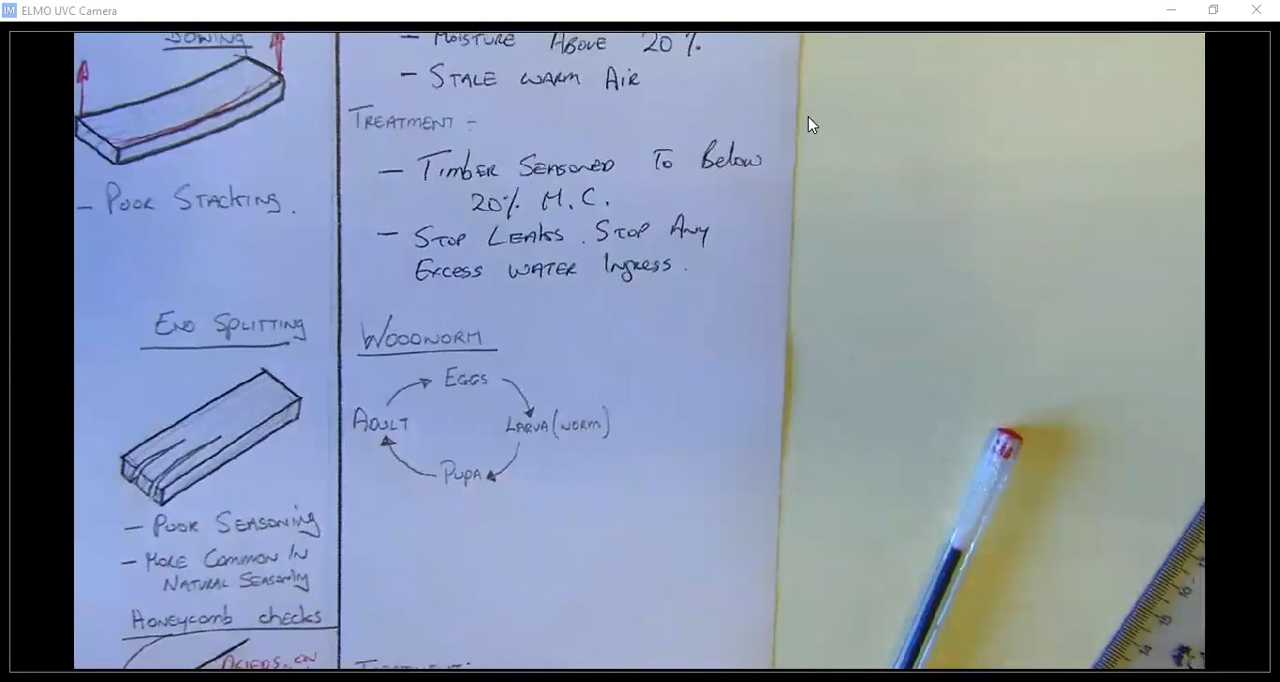 ELMO UVC Camera
BOWING
- Poor Stacking.
End Splitting
- Poor Seasoning
- More Common in
Natural Seasoning
Honeycomb checks
- Moisture Above 20%.
- Stale warm Air
Treatment -
- Timber Seasoned To Below
20% M.C.
- Stop Leaks. Stop Any
Excess water Ingress.
Woodworm
Eggs
Adult
Larva (worm)
Pupa
Treatment: